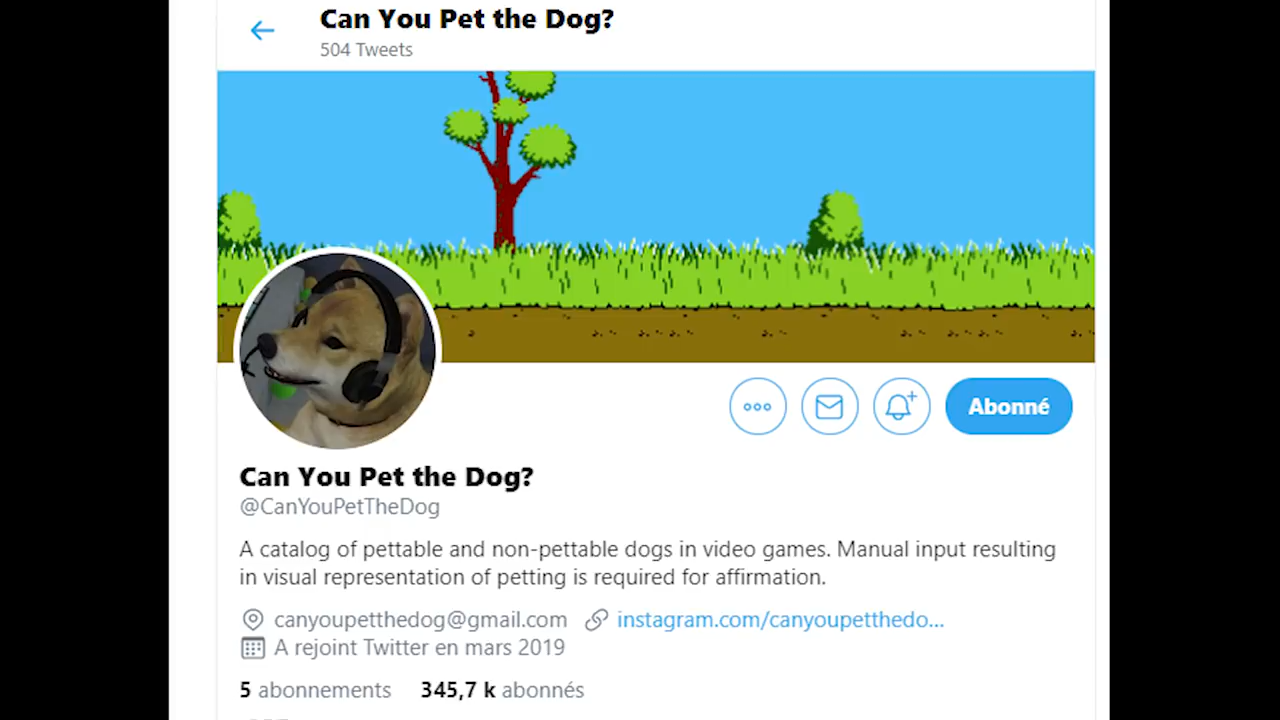 Can You Pet the Dog?
504 Tweets
Abonné
Can You Pet the Dog?
@CanYouPetTheDog
A catalog of pettable and non-pettable dogs in video games. Manual input resulting
in visual representation of petting is required for affirmation.
canyoupetthedog@gmail.com instagram.com/canyoupetthedo...
A rejoint Twitter en mars 2019
5 abonnements 345,7 k abonnés